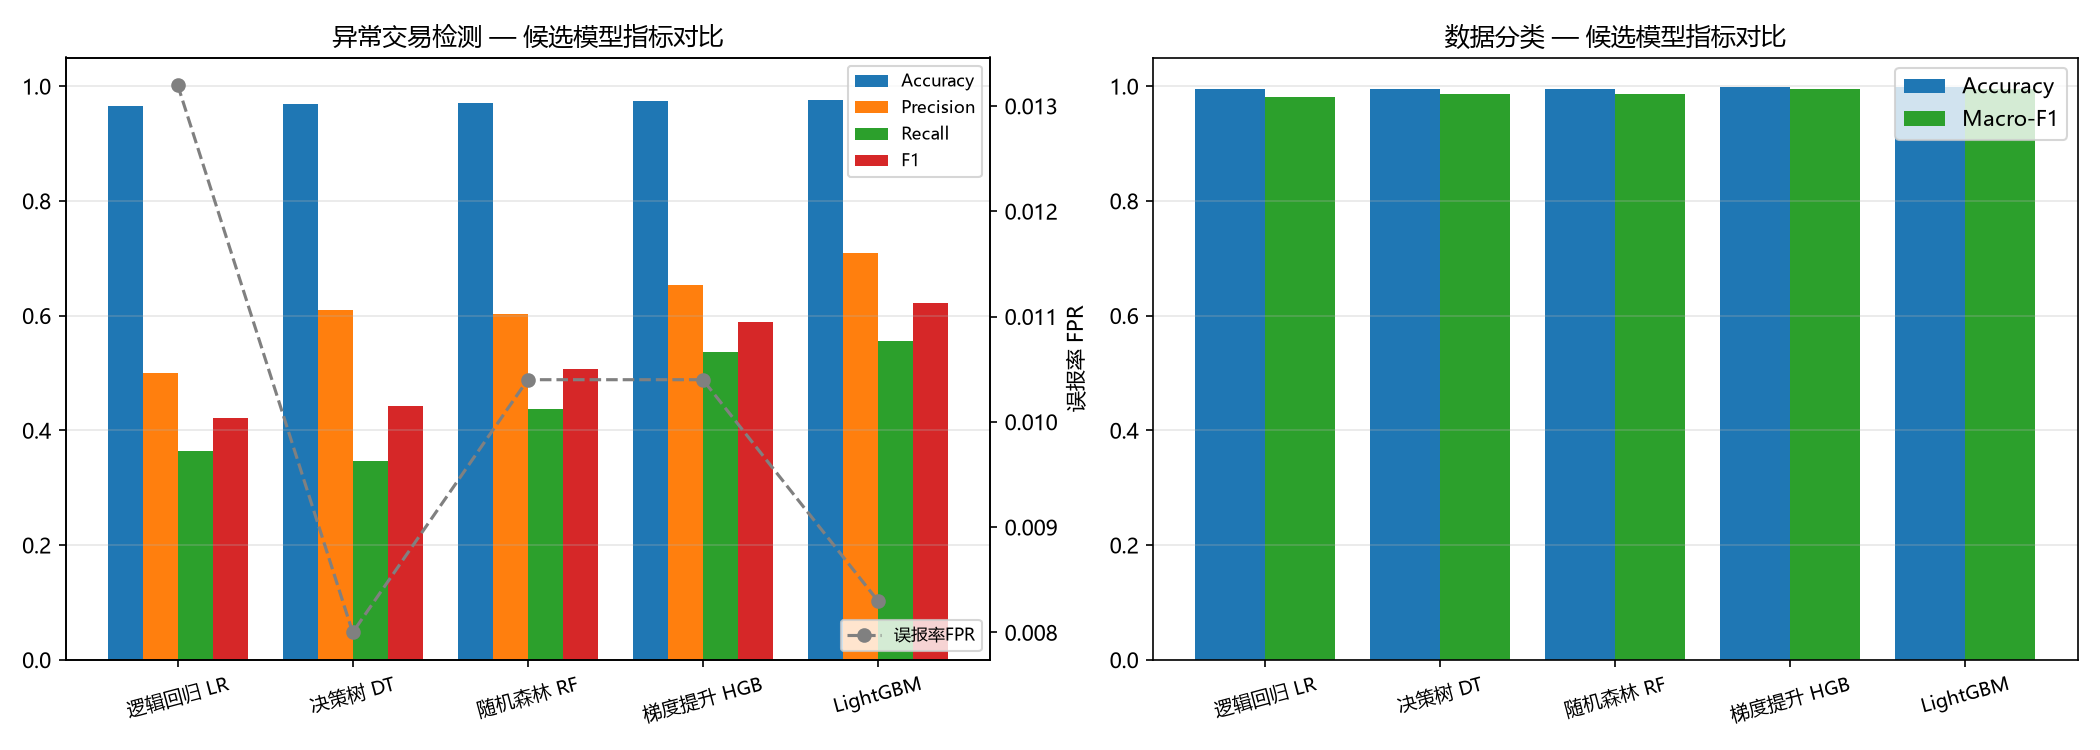 异常交易检测 — 候选模型指标对比
1.0
0.8
0.6
0.4
0.2
0.0
Accuracy
Precision
Recall
F1
误报率FPR
0.013
0.012
0.011
0.010
0.009
0.008
误报率 FPR
逻辑回归 LR
决策树 DT
随机森林 RF
梯度提升 HGB
LightGBM
数据分类 — 候选模型指标对比
1.0
0.8
0.6
0.4
0.2
0.0
Accuracy
Macro-F1
逻辑回归 LR
决策树 DT
随机森林 RF
梯度提升 HGB
LightGBM